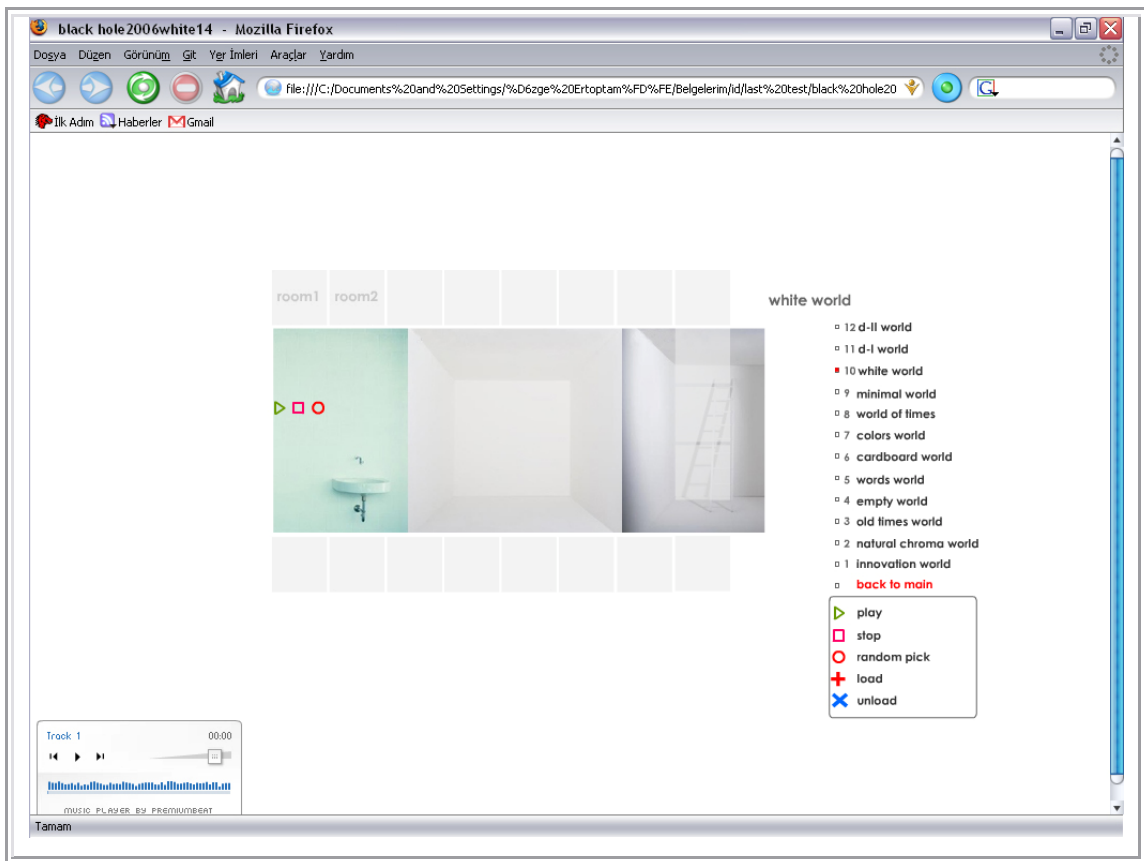 black hole2006white14 - Mozilla Firefox
Dosya Düzen Görünüm Git Yer İmleri Araçlar Yardım
file:///C:/Documents%20and%20Settings/%D6zge%20Ertoptam%FD%FE/Belgelerim/id/last%20test/black%20hole20
G
İlk Adım Haberler Gmail
room1 room2
white world
12 d-II world
11 d-I world
10 white world
9 minimal world
8 world of times
7 colors world
6 cardboard world
5 words world
4 empty world
3 old times world
2 natural chroma world
1 innovation world
back to main
play
stop
random pick
load
unload
Track 1 00:00
MUSIC PLAYER BY PREMIUMBEAT
Tamam